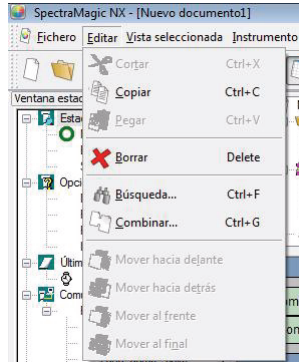 SpectraMagic NX - [Nuevo documento1]
Fichero Editar Vista seleccionada Instrumento
Cortar Ctrl+X
Copiar Ctrl+C
Pegar Ctrl+V
Borrar Delete
Búsqueda... Ctrl+F
Combinar... Ctrl+G
Mover hacia delante
Mover hacia detrás
Mover al frente
Mover al final
Ventana estac
Esta
Opci
Últim
Com